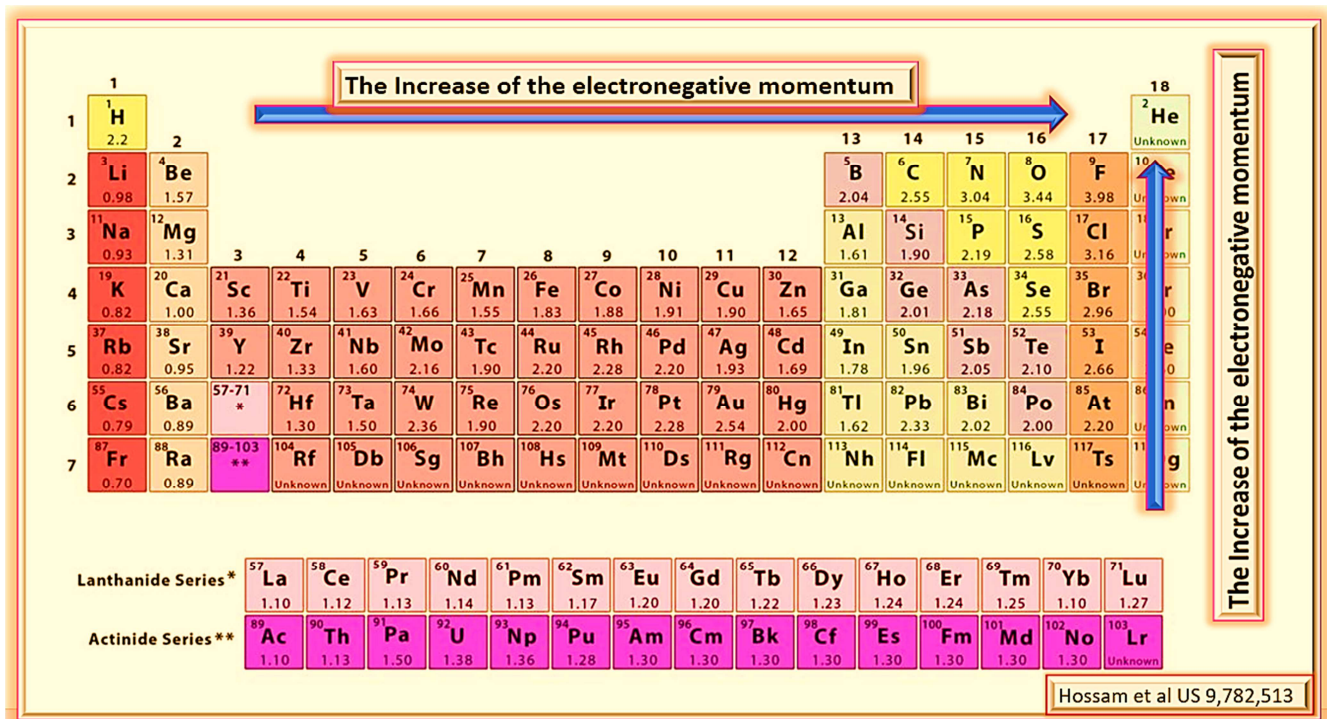 The Increase of the electronegative momentum
The Increase of the electronegative momentum
1 18
1 1 H 2.2 2 He Unknown
2 13 14 15 16 17
2 3 Li 0.98 4 Be 1.57 5 B 2.04 6 C 2.55 7 N 3.04 8 O 3.44 9 F 3.98 10
3 11 Na 0.93 12 Mg 1.31 13 Al 1.61 14 Si 1.90 15 P 2.19 16 S 2.58 17 Cl 3.16
3 4 5 6 7 8 9 10 11 12
4 19 K 0.82 20 Ca 1.00 21 Sc 1.36 22 Ti 1.54 23 V 1.63 24 Cr 1.66 25 Mn 1.55 26 Fe 1.83 27 Co 1.88 28 Ni 1.91 29 Cu 1.90 30 Zn 1.65 31 Ga 1.81 32 Ge 2.01 33 As 2.18 34 Se 2.55 35 Br 2.96
5 37 Rb 0.82 38 Sr 0.95 39 Y 1.22 40 Zr 1.33 41 Nb 1.60 42 Mo 2.16 43 Tc 1.90 44 Ru 2.20 45 Rh 2.28 46 Pd 2.20 47 Ag 1.93 48 Cd 1.69 49 In 1.78 50 Sn 1.96 51 Sb 2.05 52 Te 2.10 53 I 2.66 54
6 55 Cs 0.79 56 Ba 0.89 57-71 * 72 Hf 1.30 73 Ta 1.50 74 W 2.36 75 Re 1.90 76 Os 2.20 77 Ir 2.20 78 Pt 2.28 79 Au 2.54 80 Hg 2.00 81 Tl 1.62 82 Pb 2.33 83 Bi 2.02 84 Po 2.00 85 At 2.20 86
7 87 Fr 0.70 88 Ra 0.89 89-103 ** 104 Rf Unknown 105 Db Unknown 106 Sg Unknown 107 Bh Unknown 108 Hs Unknown 109 Mt Unknown 110 Ds Unknown 111 Rg Unknown 112 Cn Unknown 113 Nh Unknown 114 Fl Unknown 115 Mc Unknown 116 Lv Unknown 117 Ts Unknown
Lanthanide Series* 57 La 1.10 58 Ce 1.12 59 Pr 1.13 60 Nd 1.14 61 Pm 1.13 62 Sm 1.17 63 Eu 1.20 64 Gd 1.20 65 Tb 1.22 66 Dy 1.23 67 Ho 1.24 68 Er 1.24 69 Tm 1.25 70 Yb 1.10 71 Lu 1.27
Actinide Series** 89 Ac 1.10 90 Th 1.13 91 Pa 1.50 92 U 1.38 93 Np 1.36 94 Pu 1.28 95 Am 1.30 96 Cm 1.30 97 Bk 1.30 98 Cf 1.30 99 Es 1.30 100 Fm 1.30 101 Md 1.30 102 No 1.30 103 Lr Unknown
Hossam et al US 9,782,513